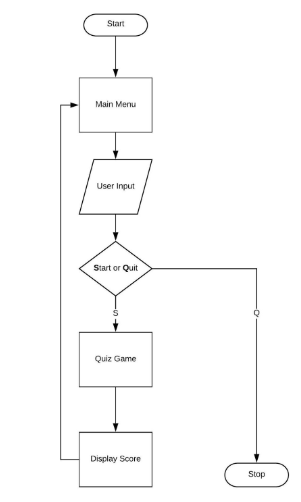 Start
Main Menu
User Input
Start or Quit
S
Q
Quiz Game
Display Score
Stop